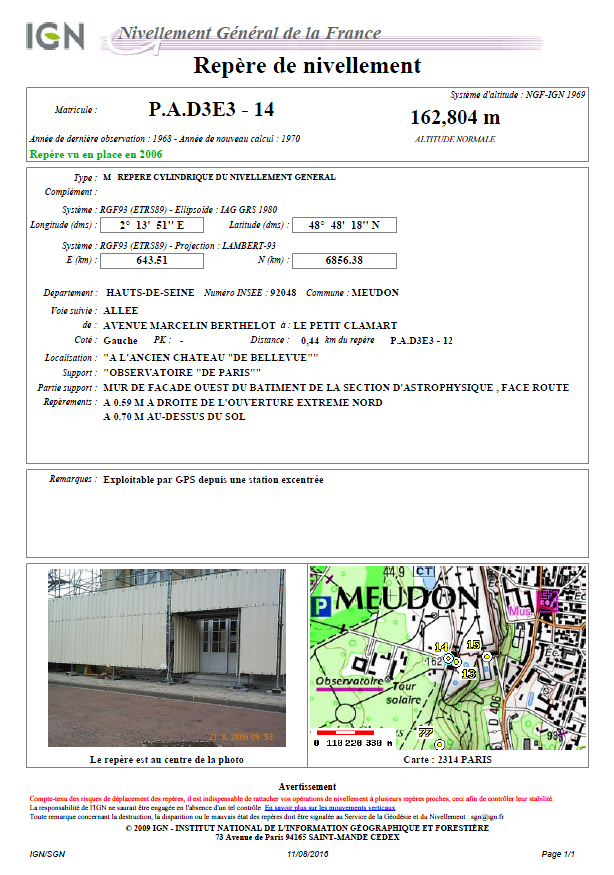 IGN
Nivellement Général de la France
Repère de nivellement
Système d'altitude : NGF-IGN 1969
Matricule :
P.A.D3E3 - 14
162,804 m
Année de dernière observation : 1968 - Année de nouveau calcul : 1970
ALTITUDE NORMALE
Repère vu en place en 2006
Type : M REPERE CYLINDRIQUE DU NIVELLEMENT GENERAL
Complément :
Système : RGF93 (ETRS89) - Ellipsoïde : IAG GRS 1980
Longitude (dms) : 2° 13' 51'' E Latitude (dms) : 48° 48' 18'' N
Système : RGF93 (ETRS89) - Projection : LAMBERT-93
E (km) : 643.51 N (km) : 6856.38
Département : HAUTS-DE-SEINE Numéro INSEE : 92048 Commune : MEUDON
Voie suivie : ALLEE
de : AVENUE MARCELIN BERTHELOT à : LE PETIT CLAMART
Coté : Gauche PK : - Distance : 0,44 km du repère P.A.D3E3 - 12
Localisation : "A L'ANCIEN CHATEAU "DE BELLEVUE""
Support : "OBSERVATOIRE "DE PARIS""
Partie support : MUR DE FACADE OUEST DU BATIMENT DE LA SECTION D'ASTROPHYSIQUE , FACE ROUTE
Repèrements : A 0.59 M A DROITE DE L'OUVERTURE EXTREME NORD
A 0.70 M AU-DESSUS DU SOL
Remarques : Exploitable par GPS depuis une station excentrée
21 8 2006 09 53
44,9 CT
P
MEUDON
Mus.
14 15
162
13
Observatoire
Tour
solaire
D 406
77
0 110 220 330 m
Le repère est au centre de la photo
Carte : 2314 PARIS
Avertissement
Compte-tenu des risques de déplacement des repères, il est indispensable de rattacher vos opérations de nivellement à plusieurs repères proches, ceci afin de contrôler leur stabilité.
La responsabilité de l'IGN ne saurait être engagée en l'absence d'un tel contrôle. En savoir plus sur les mouvements verticaux.
Toute remarque concernant la destruction, la disparition ou le mauvais état des repères doit être signalée au Service de la Géodésie et du Nivellement : sgn@ign.fr
© 2009 IGN - INSTITUT NATIONAL DE L'INFORMATION GÉOGRAPHIQUE ET FORESTIÈRE
73 Avenue de Paris 94165 SAINT-MANDE CEDEX
IGN/SGN
11/08/2016
Page 1/1